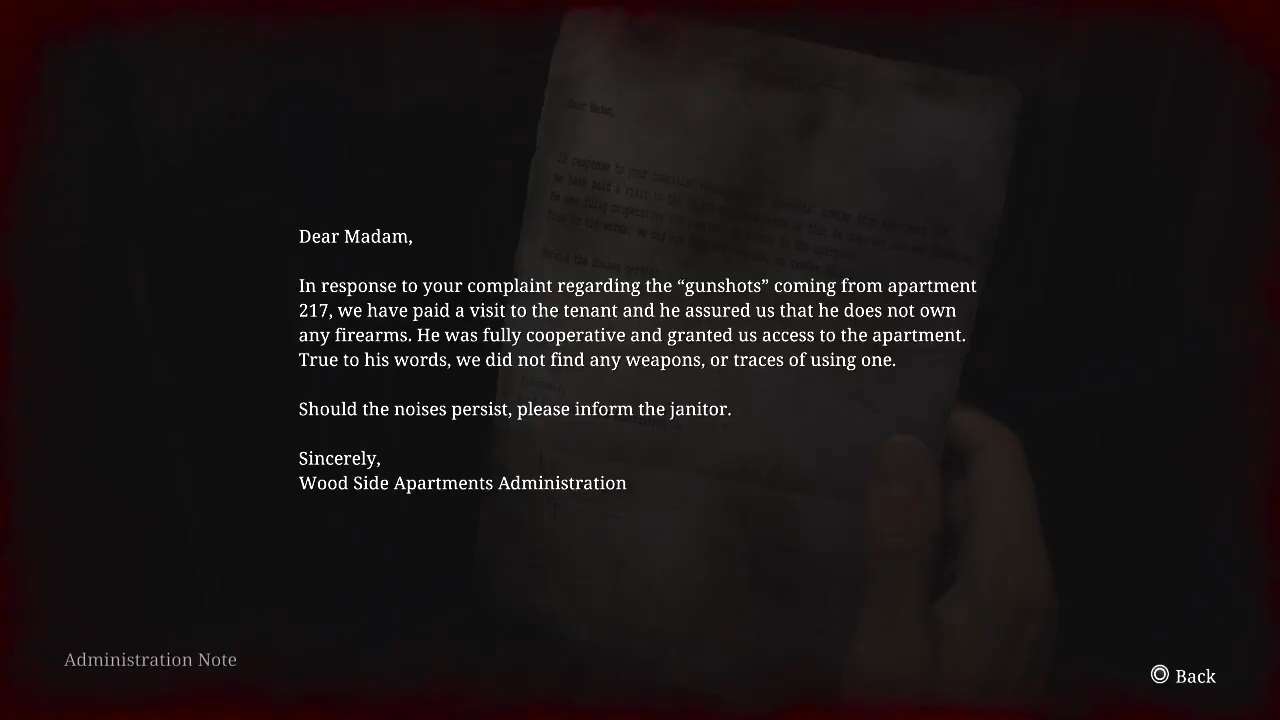 Dear Madam,
In response to your complaint regarding the “gunshots” coming from apartment
217, we have paid a visit to the tenant and he assured us that he does not own
any firearms. He was fully cooperative and granted us access to the apartment.
True to his words, we did not find any weapons, or traces of using one.
Should the noises persist, please inform the janitor.
Sincerely,
Wood Side Apartments Administration
Administration Note
Back